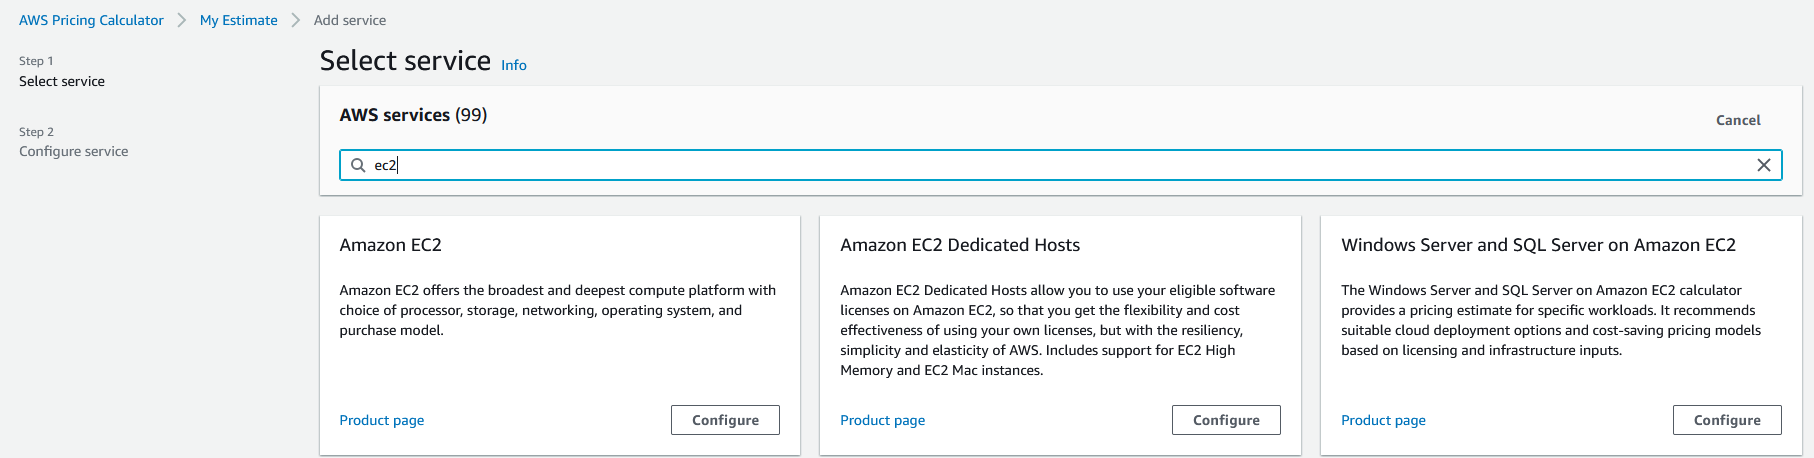 AWS Pricing Calculator > My Estimate > Add service
Step 1
Select service
Step 2
Configure service
Select service Info
AWS services (99)
Cancel
ec2
Amazon EC2
Amazon EC2 offers the broadest and deepest compute platform with
choice of processor, storage, networking, operating system, and
purchase model.
Product page
Configure
Amazon EC2 Dedicated Hosts
Amazon EC2 Dedicated Hosts allow you to use your eligible software
licenses on Amazon EC2, so that you get the flexibility and cost
effectiveness of using your own licenses, but with the resiliency,
simplicity and elasticity of AWS. Includes support for EC2 High
Memory and EC2 Mac instances.
Product page
Configure
Windows Server and SQL Server on Amazon EC2
The Windows Server and SQL Server on Amazon EC2 calculator
provides a pricing estimate for specific workloads. It recommends
suitable cloud deployment options and cost-saving pricing models
based on licensing and infrastructure inputs.
Product page
Configure